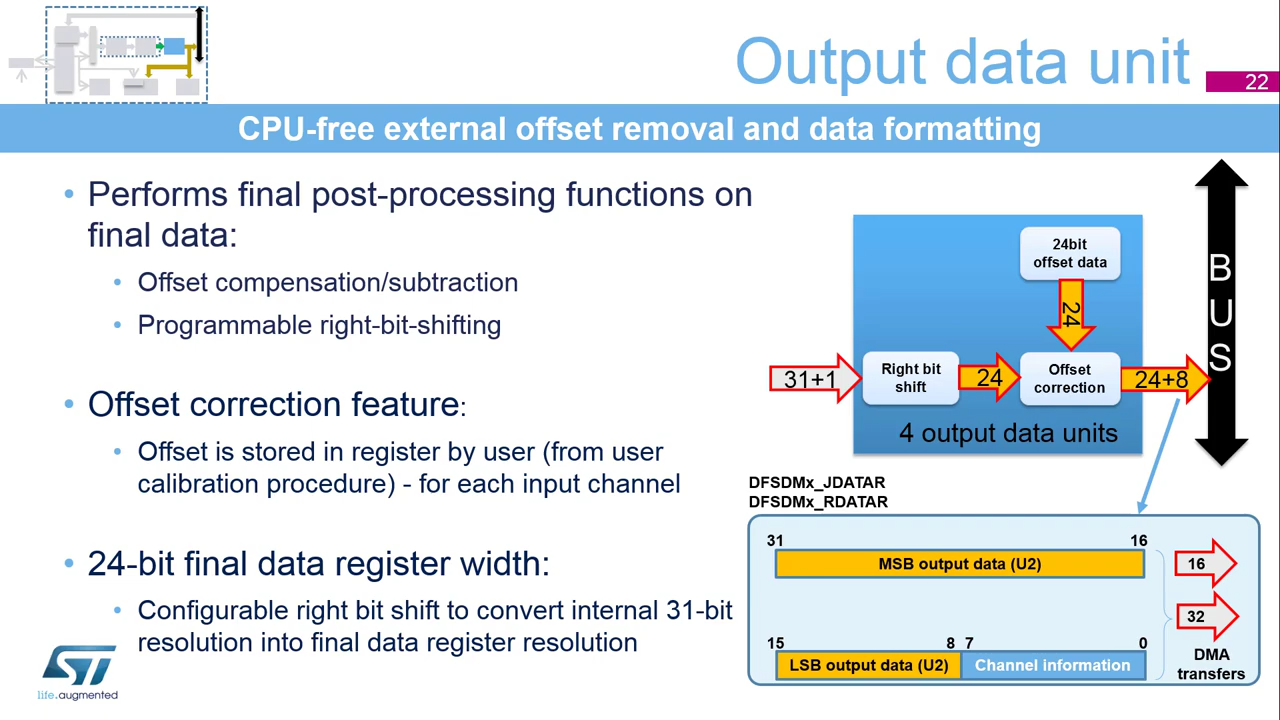 Output data unit
22
CPU-free external offset removal and data formatting
• Performs final post-processing functions on
final data:
• Offset compensation/subtraction
• Programmable right-bit-shifting
• Offset correction feature:
• Offset is stored in register by user (from user
calibration procedure) - for each input channel
• 24-bit final data register width:
• Configurable right bit shift to convert internal 31-bit
resolution into final data register resolution
ST
life.augmented
24bit
offset data
24
31+1
Right bit
shift
24
Offset
correction
24+8
4 output data units
BUS
DFSDMx_JDATAR
DFSDMx_RDATAR
31 16
MSB output data (U2)
16
32
15 8 7 0
LSB output data (U2) Channel information
DMA
transfers